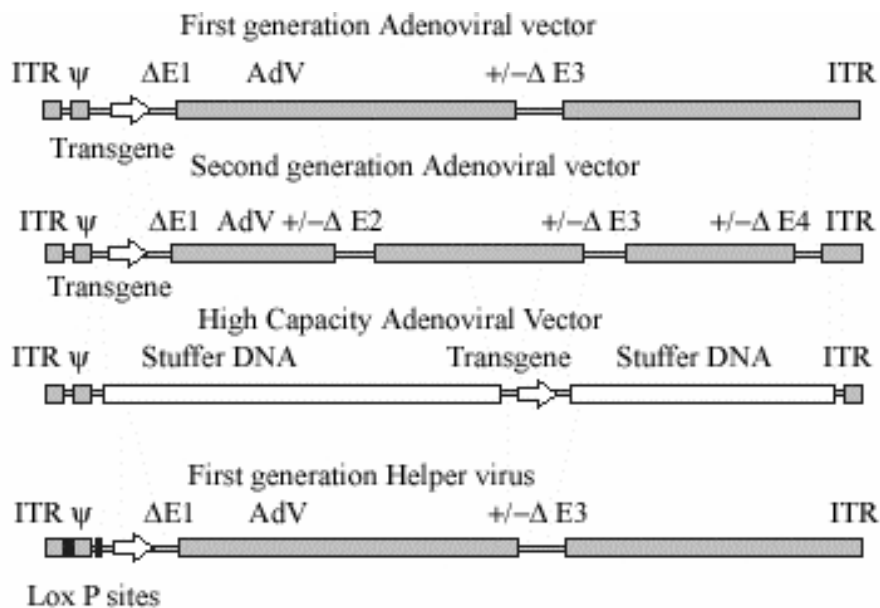 First generation Adenoviral vector
ITR ψ ΔE1 AdV +/−Δ E3 ITR
Transgene
Second generation Adenoviral vector
ITR ψ ΔE1 AdV +/−Δ E2 +/−Δ E3 +/−Δ E4 ITR
Transgene
High Capacity Adenoviral Vector
ITR ψ Stuffer DNA Transgene Stuffer DNA ITR
First generation Helper virus
ITR ψ ΔE1 AdV +/−Δ E3 ITR
Lox P sites